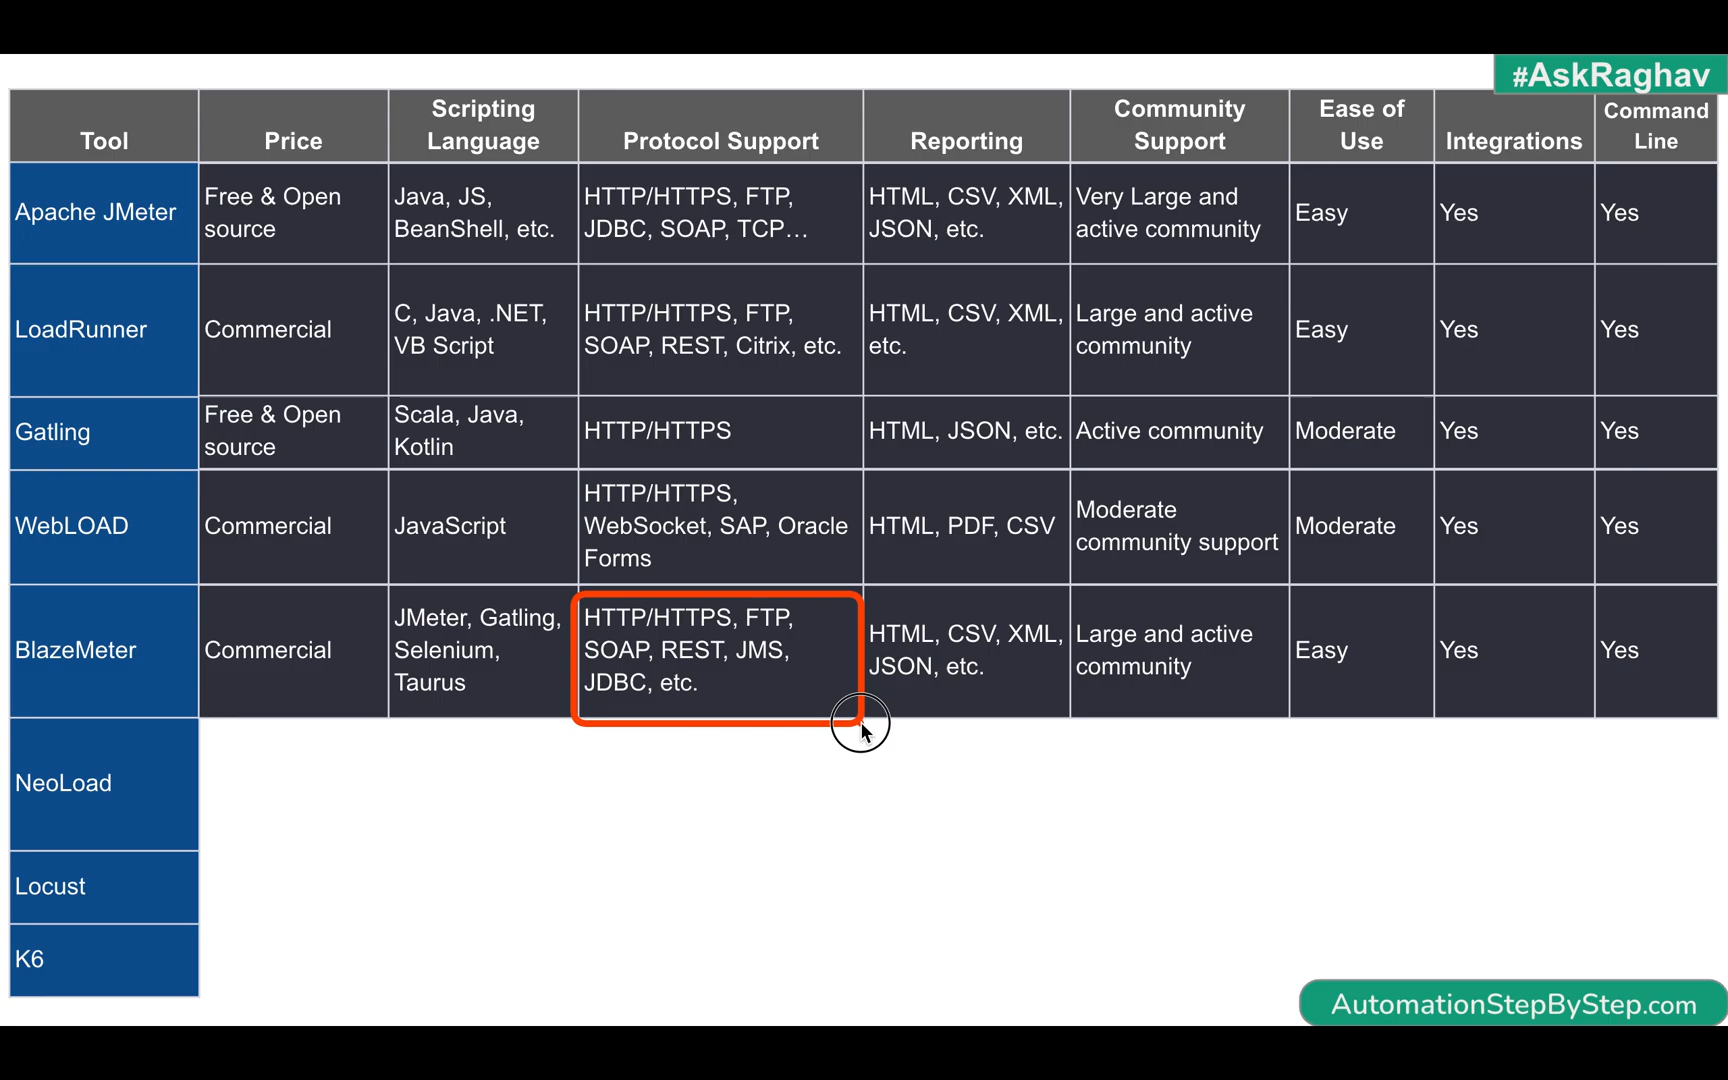 #AskRaghav
Tool
Price
Scripting
Language
Protocol Support
Reporting
Community
Support
Ease of
Use
Integrations
Command
Line
Apache JMeter
Free & Open
source
Java, JS,
BeanShell, etc.
HTTP/HTTPS, FTP,
JDBC, SOAP, TCP…
HTML, CSV, XML,
JSON, etc.
Very Large and
active community
Easy
Yes
Yes
LoadRunner
Commercial
C, Java, .NET,
VB Script
HTTP/HTTPS, FTP,
SOAP, REST, Citrix, etc.
HTML, CSV, XML,
etc.
Large and active
community
Easy
Yes
Yes
Gatling
Free & Open
source
Scala, Java,
Kotlin
HTTP/HTTPS
HTML, JSON, etc.
Active community
Moderate
Yes
Yes
WebLOAD
Commercial
JavaScript
HTTP/HTTPS,
WebSocket, SAP, Oracle
Forms
HTML, PDF, CSV
Moderate
community support
Moderate
Yes
Yes
BlazeMeter
Commercial
JMeter, Gatling,
Selenium,
Taurus
HTTP/HTTPS, FTP,
SOAP, REST, JMS,
JDBC, etc.
HTML, CSV, XML,
JSON, etc.
Large and active
community
Easy
Yes
Yes
NeoLoad
Locust
K6
AutomationStepByStep.com